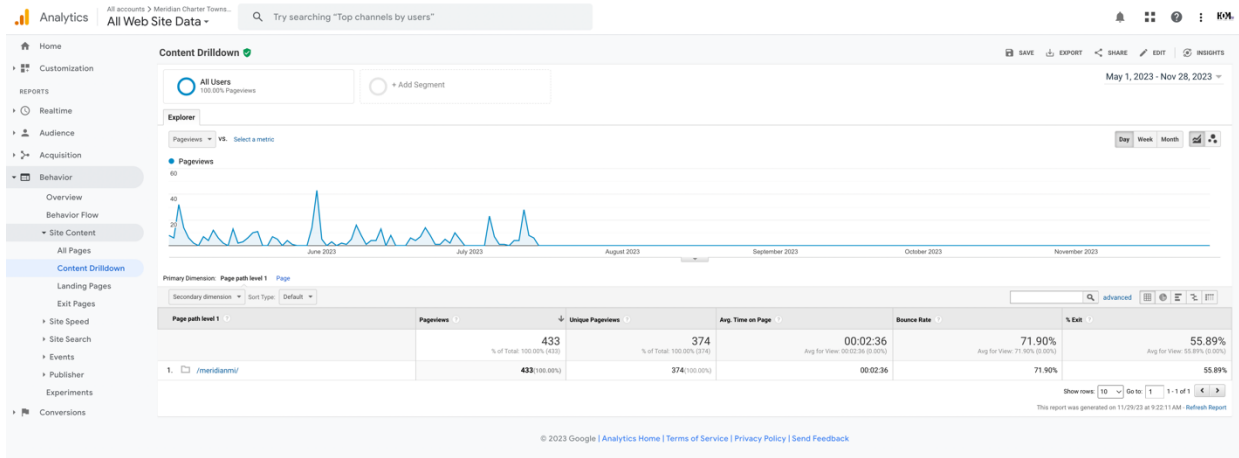 Analytics
All accounts > Meridian Charter Towns...
All Web Site Data
Try searching "Top channels by users"
Home
Customization
REPORTS
Realtime
Audience
Acquisition
Behavior
Overview
Behavior Flow
Site Content
All Pages
Content Drilldown
Landing Pages
Exit Pages
Site Speed
Site Search
Events
Publisher
Experiments
Conversions
Content Drilldown
SAVE EXPORT SHARE EDIT INSIGHTS
All Users
100.00% Pageviews
+ Add Segment
May 1, 2023 - Nov 28, 2023
Explorer
Pageviews VS. Select a metric
Day Week Month
Pageviews
60
40
20
June 2023 July 2023 August 2023 September 2023 October 2023 November 2023
Primary Dimension: Page path level 1 Page
Secondary dimension Sort Type: Default
advanced
Page path level 1 Pageviews Unique Pageviews Avg. Time on Page Bounce Rate % Exit
433 374 00:02:36 71.90% 55.89%
% of Total: 100.00% (433) % of Total: 100.00% (374) Avg for View: 00:02:36 (0.00%) Avg for View: 71.90% (0.00%) Avg for View: 55.89% (0.00%)
1. /meridianmi/ 433(100.00%) 374(100.00%) 00:02:36 71.90% 55.89%
Show rows: 10 Go to: 1 1 - 1 of 1
This report was generated on 11/29/23 at 9:22:11 AM - Refresh Report
© 2023 Google | Analytics Home | Terms of Service | Privacy Policy | Send Feedback